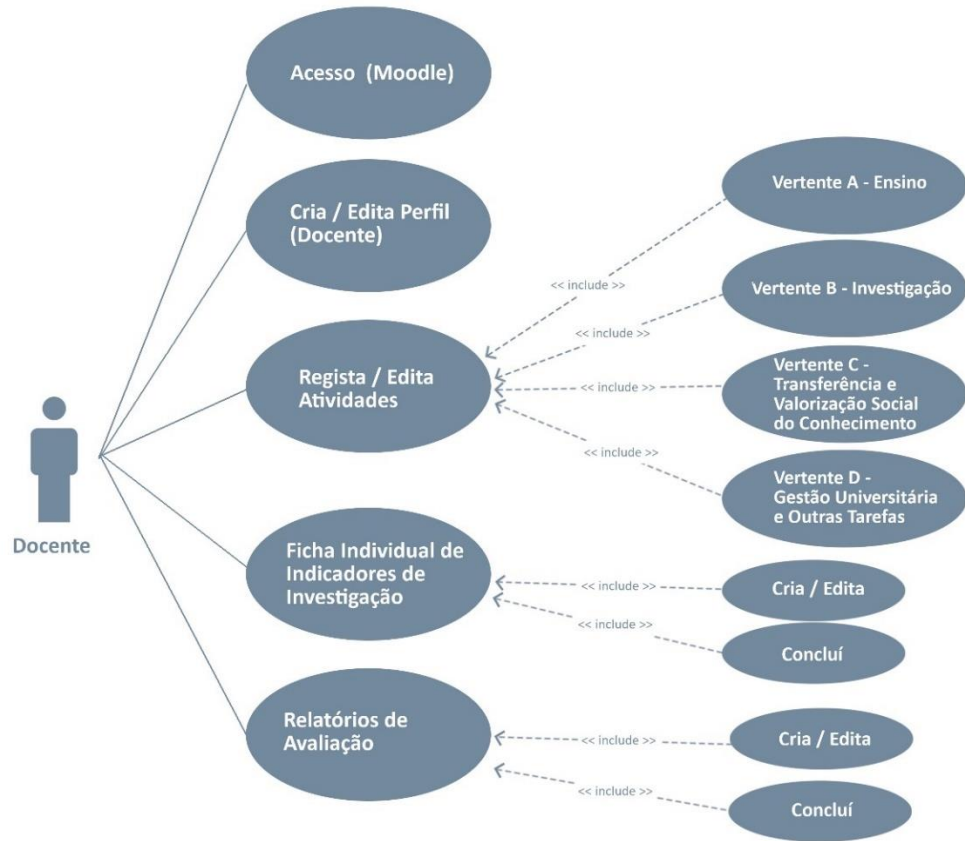 Acesso (Moodle)
Cria / Edita Perfil
(Docente)
Regista / Edita
Atividades
Ficha Individual de
Indicadores de
Investigação
Relatórios de
Avaliação
Docente
Vertente A - Ensino
<< include >>
Vertente B - Investigação
<< include >>
Vertente C -
Transferência e
Valorização Social
do Conhecimento
<< include >>
Vertente D -
Gestão Universitária
e Outras Tarefas
<< include >>
Cria / Edita
<< include >>
Concluí
<< include >>
Cria / Edita
<< include >>
Concluí
<< include >>